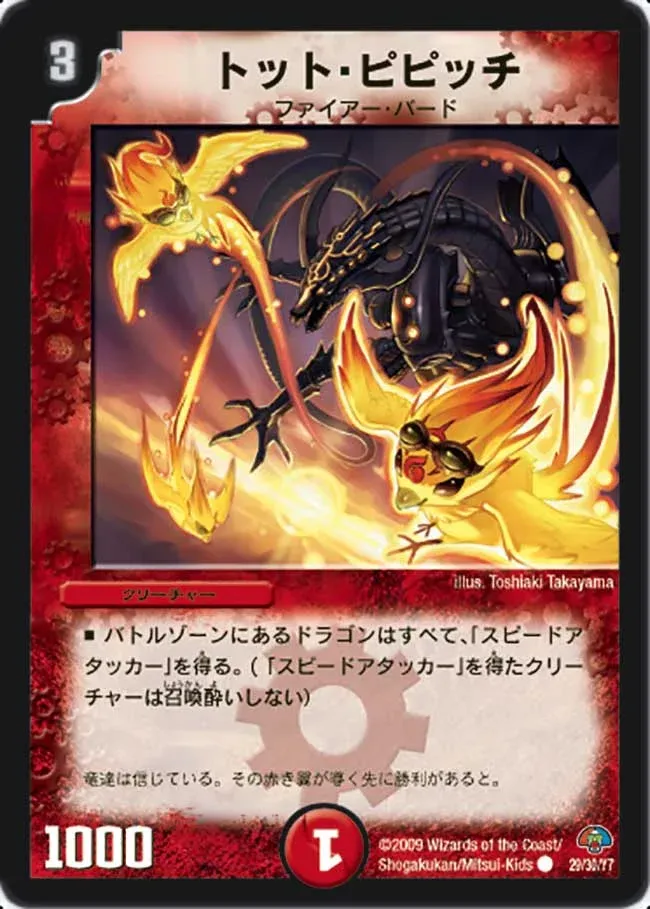 3
トット・ピピッチ
ファイアー・バード
illus. Toshiaki Takayama
クリーチャー
■ バトルゾーンにあるドラゴンはすべて、「スピードア
タッカー」を得る。(「スピードアタッカー」を得たクリー
チャーは召喚酔いしない)
竜達は信じている。その赤き翼が導く先に勝利があると。
1000
1
©2009 Wizards of the Coast/
Shogakukan/Mitsui-Kids
29/30/Y7